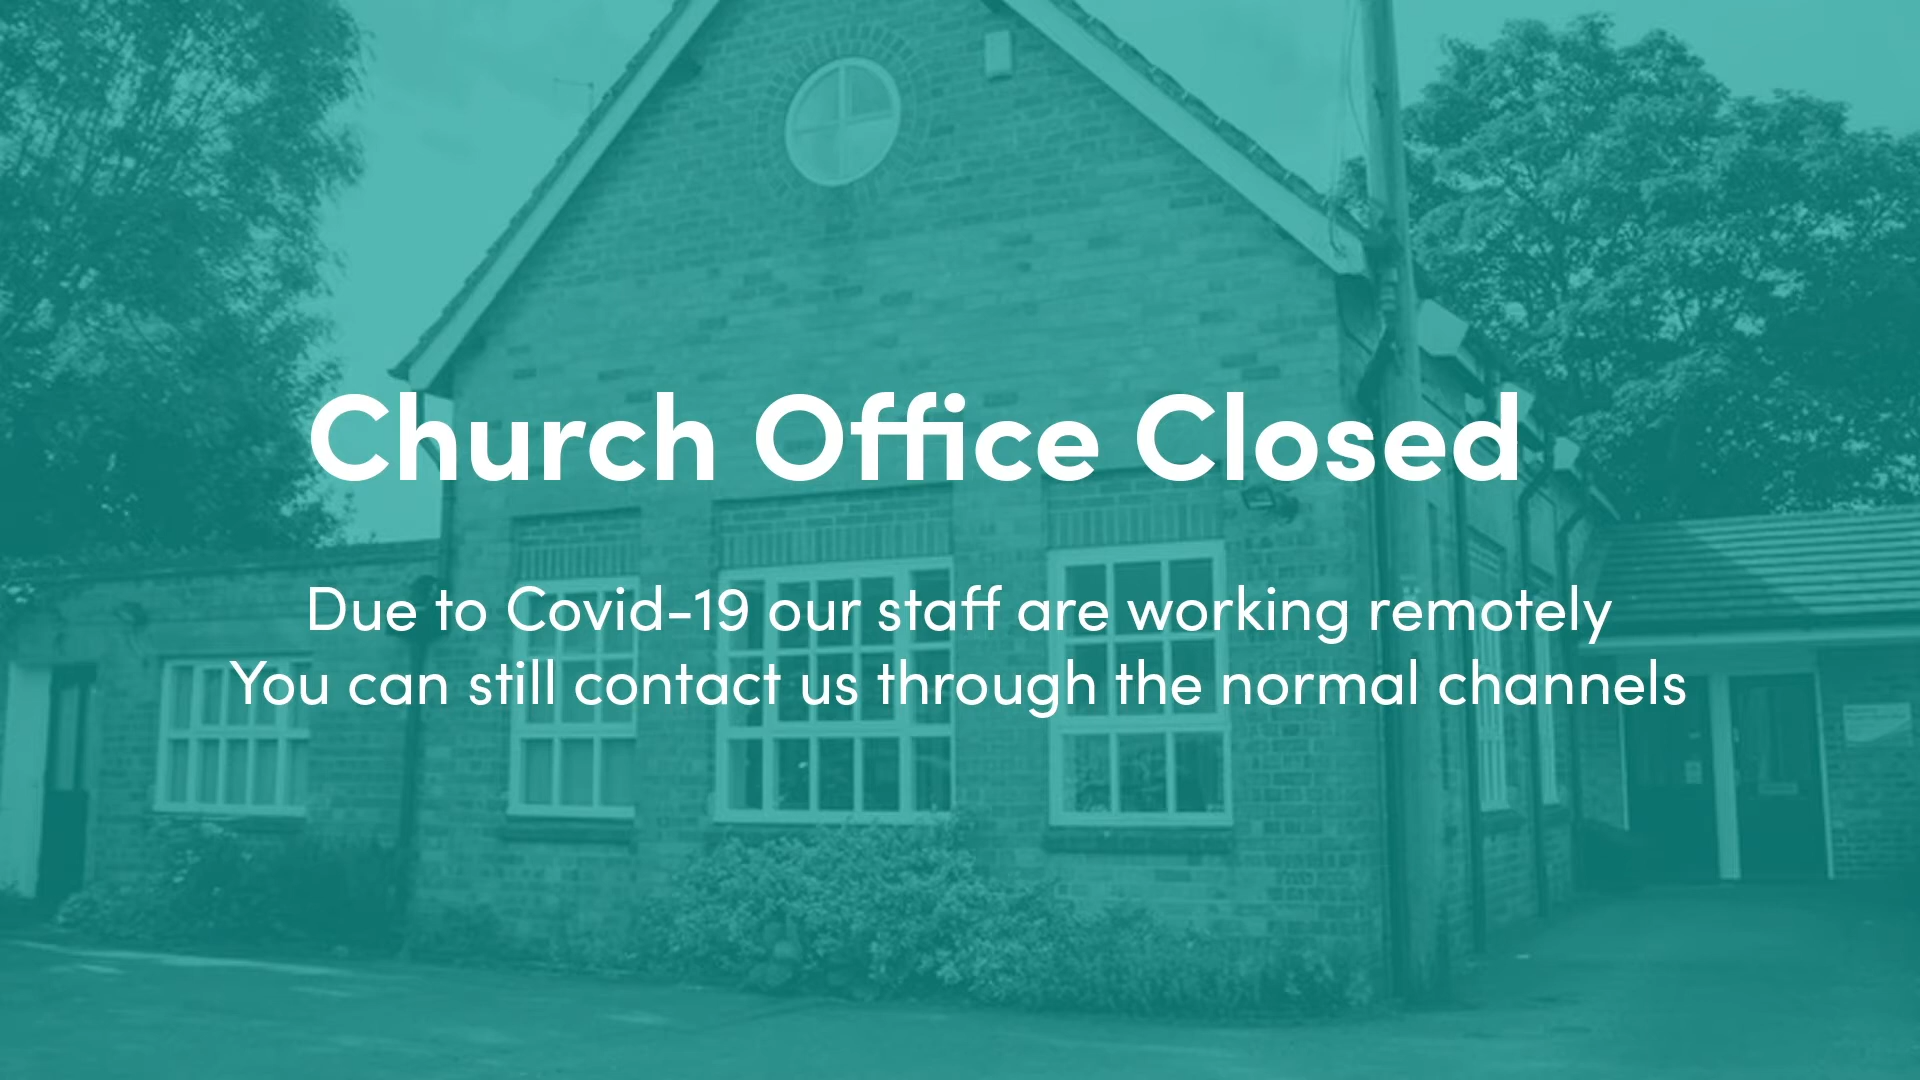 Church Office Closed
Due to Covid-19 our staff are working remotely
You can still contact us through the normal channels